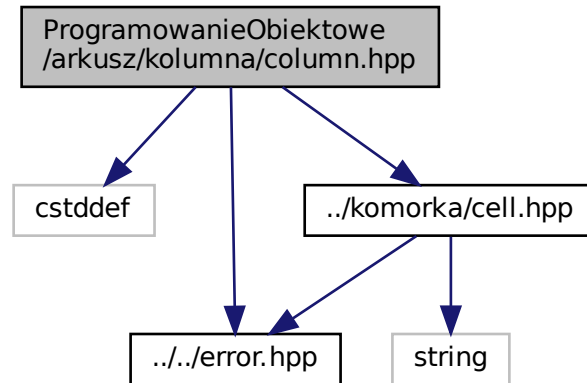 ProgramowanieObiektowe
/arkusz/kolumna/column.hpp
cstddef
../komorka/cell.hpp
../../error.hpp
string